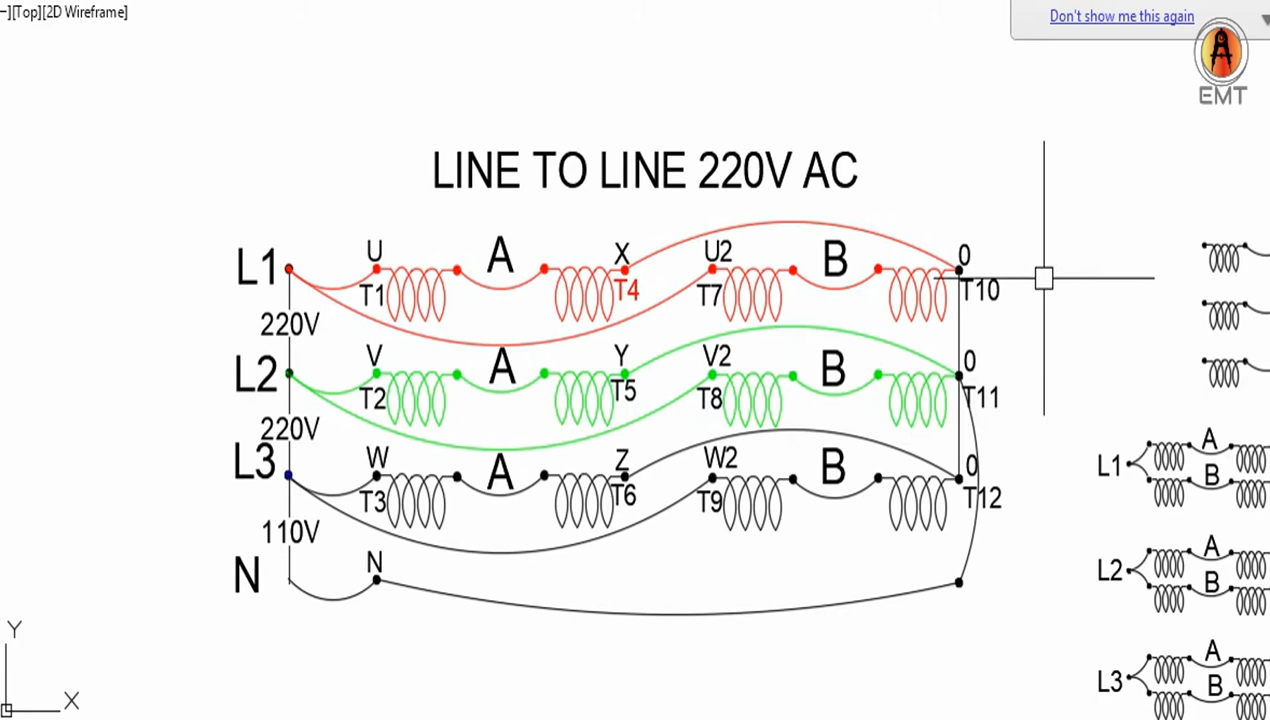 −][Top][2D Wireframe]
Don't show me this again
EMT
LINE TO LINE 220V AC
L1 U A X U2 B 0
T1 T4 T7 T10
220V
L2 V A Y V2 B 0
T2 T5 T8 T11
220V
L3 W A Z W2 B 0
T3 T6 T9 T12
110V
N N
A
L1 B
A
L2 B
A
L3 B
Y
X